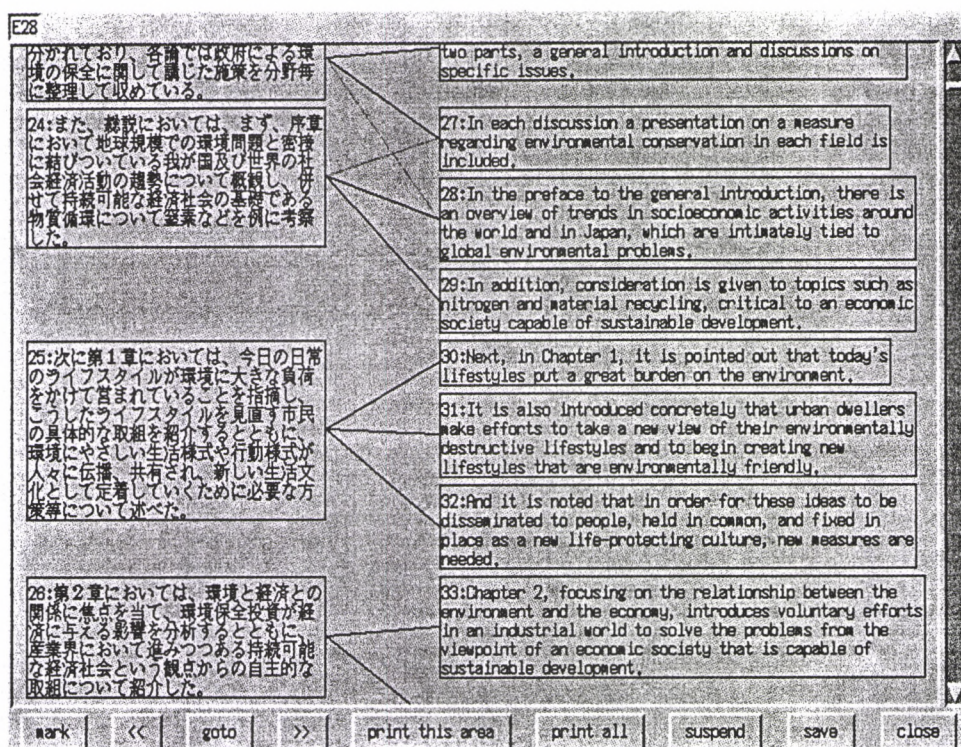 E28
分かれており、各論では政府による環
境の保全に関して講じた施策を分野毎
に整理して収めている。
24:また、総説においては、まず、序章
において地球規模での環境問題と密接
に結びついている我が国及び世界の社
会経済活動の趨勢について概観し、併
せて持続可能な経済社会の基礎である
物質循環について窒素などを例に考察
した。
25:次に第1章においては、今日の日常
のライフスタイルが環境に大きな負荷
をかけて営まれていることを指摘し、
こうしたライフスタイルを見直す市民
の具体的な取組を紹介するとともに、
環境にやさしい生活様式や行動様式が
人々に伝播、共有され、新しい生活文
化として定着していくために必要な方
策等について述べた。
26:第2章においては、環境と経済との
関係に焦点を当て、環境保全投資が経
済に与える影響を分析するとともに、
産業界において進みつつある持続可能
な経済社会という観点からの自主的な
取組について紹介した。
two parts, a general introduction and discussions on
specific issues.
27:In each discussion a presentation on a measure
regarding environmental conservation in each field is
included.
28:In the preface to the general introduction, there is
an overview of trends in socioeconomic activities around
the world and in Japan, which are intimately tied to
global environmental problems.
29:In addition, consideration is given to topics such as
nitrogen and material recycling, critical to an economic
society capable of sustainable development.
30:Next, in Chapter 1, it is pointed out that today's
lifestyles put a great burden on the environment.
31:It is also introduced concretely that urban dwellers
make efforts to take a new view of their environmentally
destructive lifestyles and to begin creating new
lifestyles that are environmentally friendly.
32:And it is noted that in order for these ideas to be
disseminated to people, held in common, and fixed in
place as a new life-protecting culture, new measures are
needed.
33:Chapter 2, focusing on the relationship between the
environment and the economy, introduces voluntary efforts
in an industrial world to solve the problems from the
viewpoint of an economic society that is capable of
sustainable development.
mark << goto >> print this area print all suspend save close